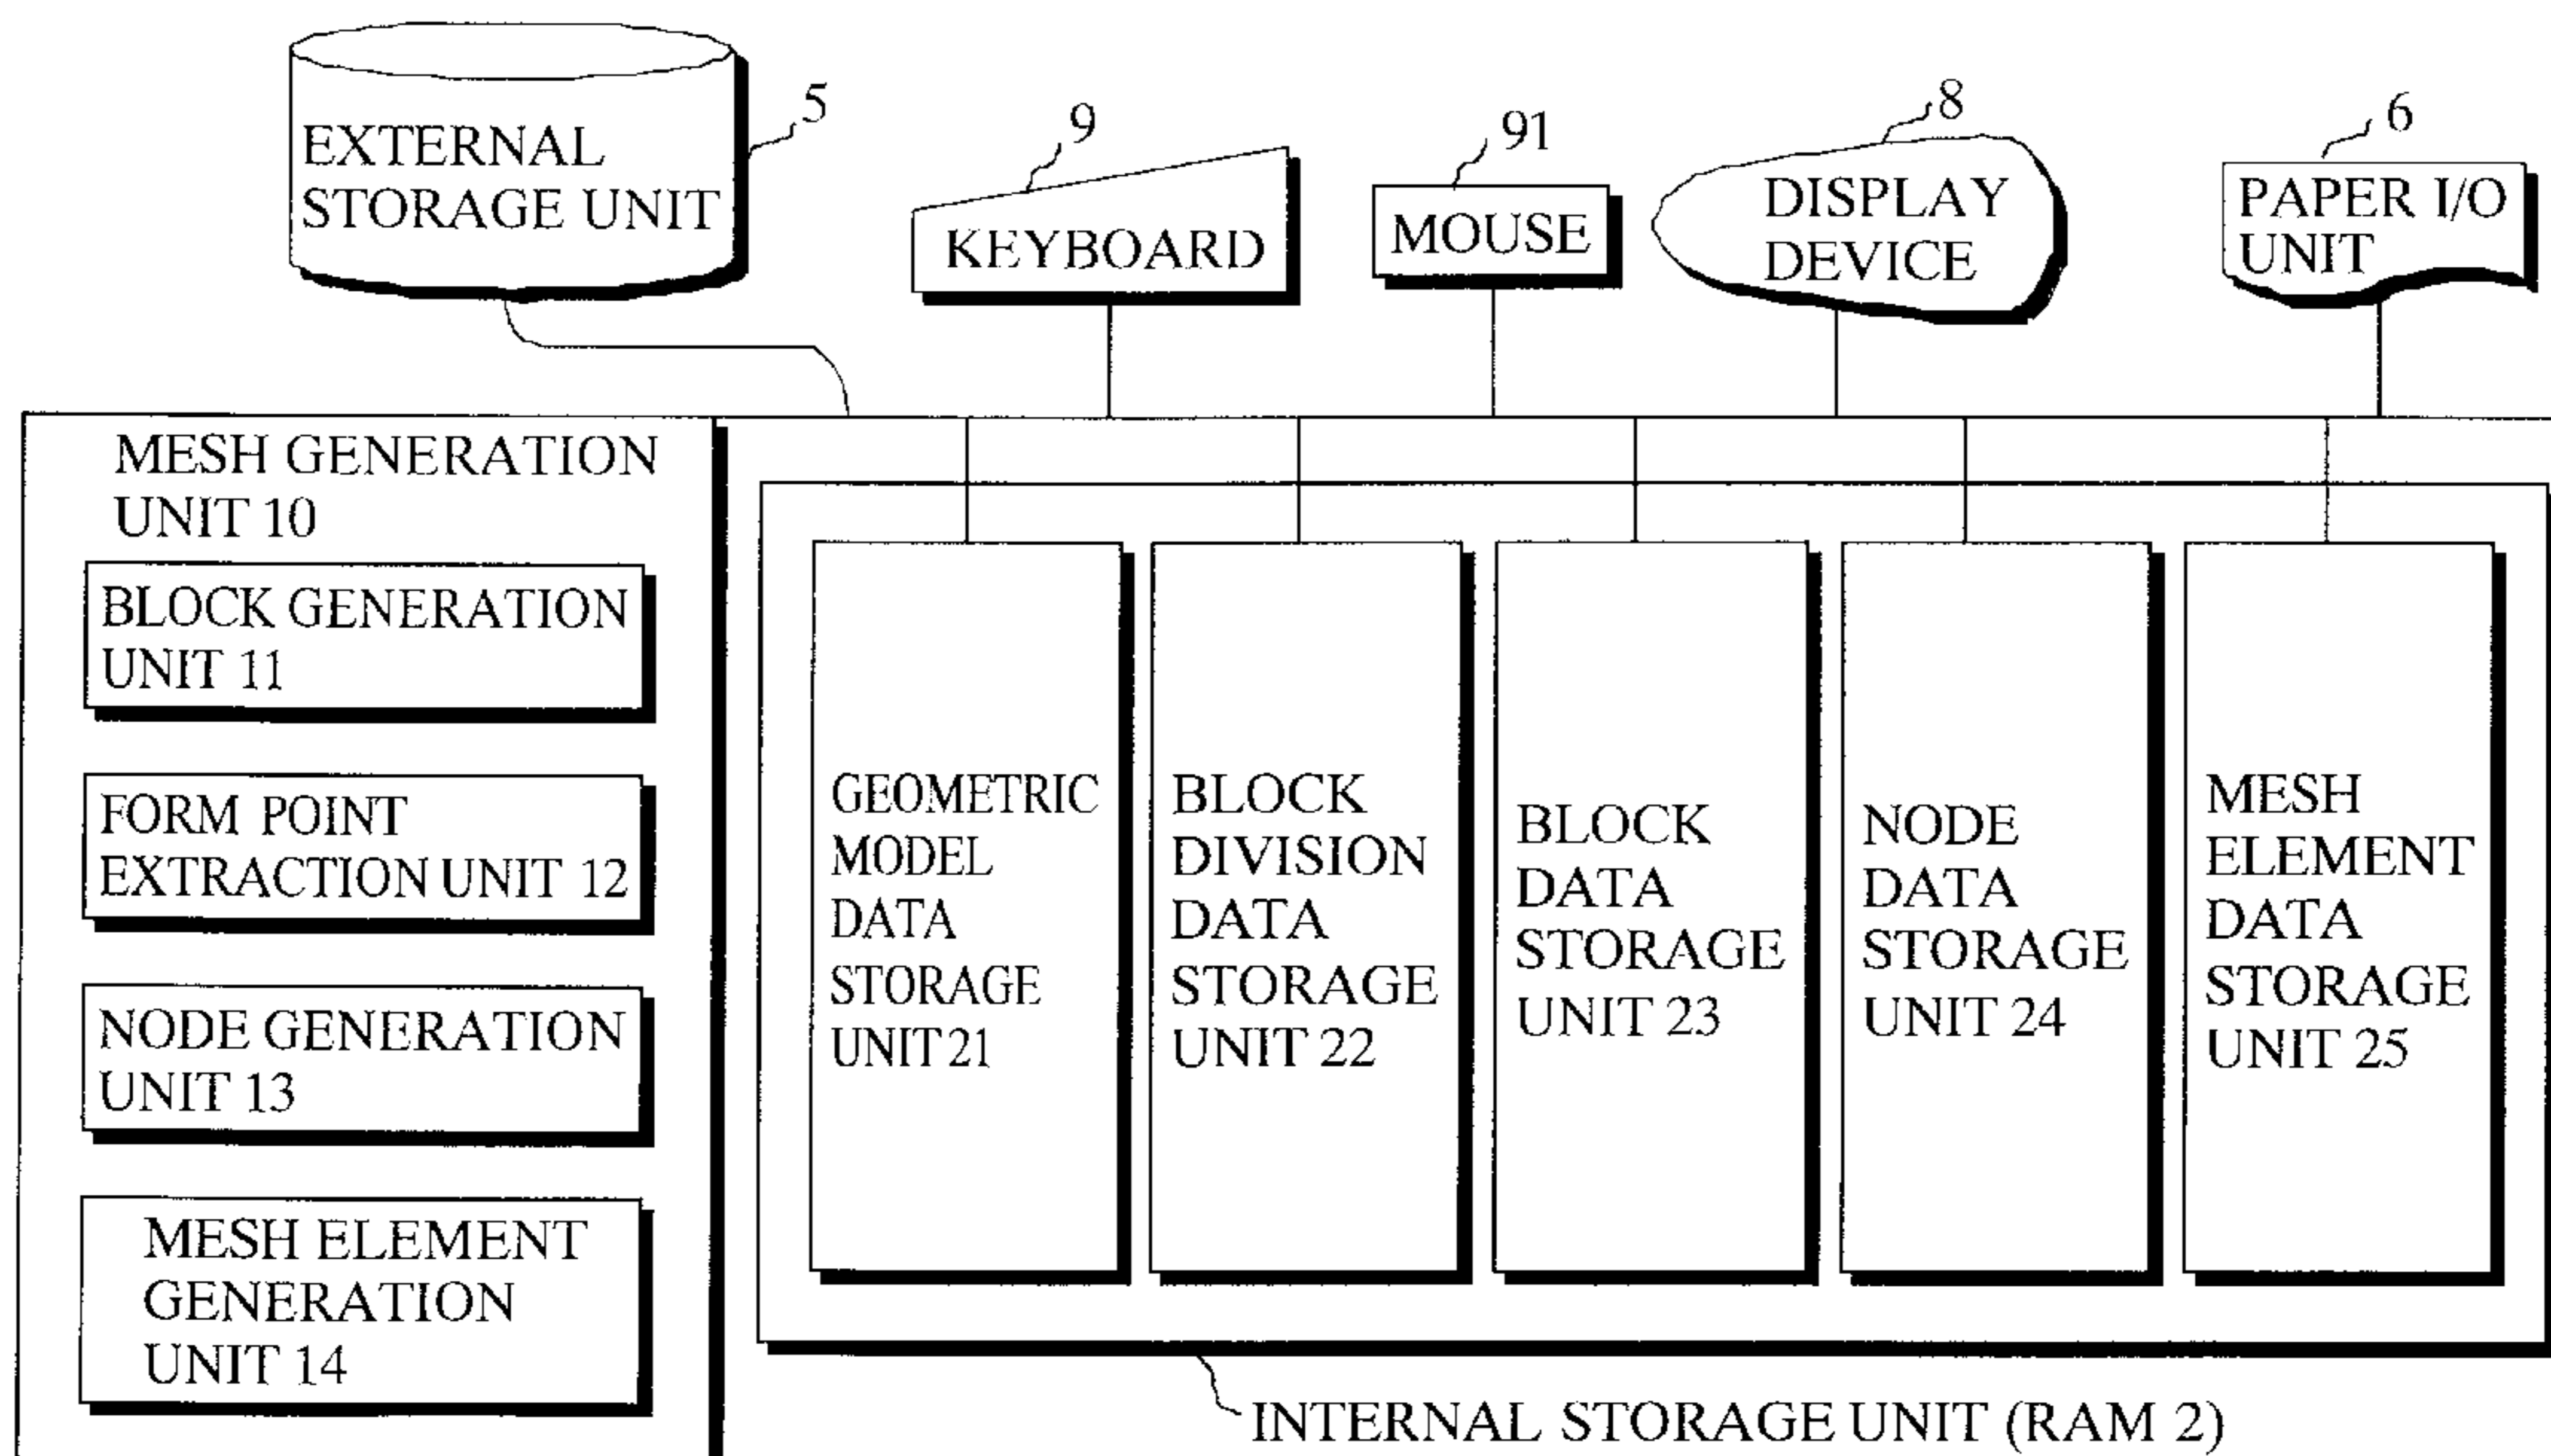 5
EXTERNAL
STORAGE UNIT
9
KEYBOARD
91
MOUSE
8
DISPLAY
DEVICE
6
PAPER I/O
UNIT
MESH GENERATION
UNIT 10
BLOCK GENERATION
UNIT 11
FORM POINT
EXTRACTION UNIT 12
NODE GENERATION
UNIT 13
MESH ELEMENT
GENERATION
UNIT 14
GEOMETRIC
MODEL
DATA
STORAGE
UNIT 21
BLOCK
DIVISION
DATA
STORAGE
UNIT 22
BLOCK
DATA
STORAGE
UNIT 23
NODE
DATA
STORAGE
UNIT 24
MESH
ELEMENT
DATA
STORAGE
UNIT 25
INTERNAL STORAGE UNIT (RAM 2)